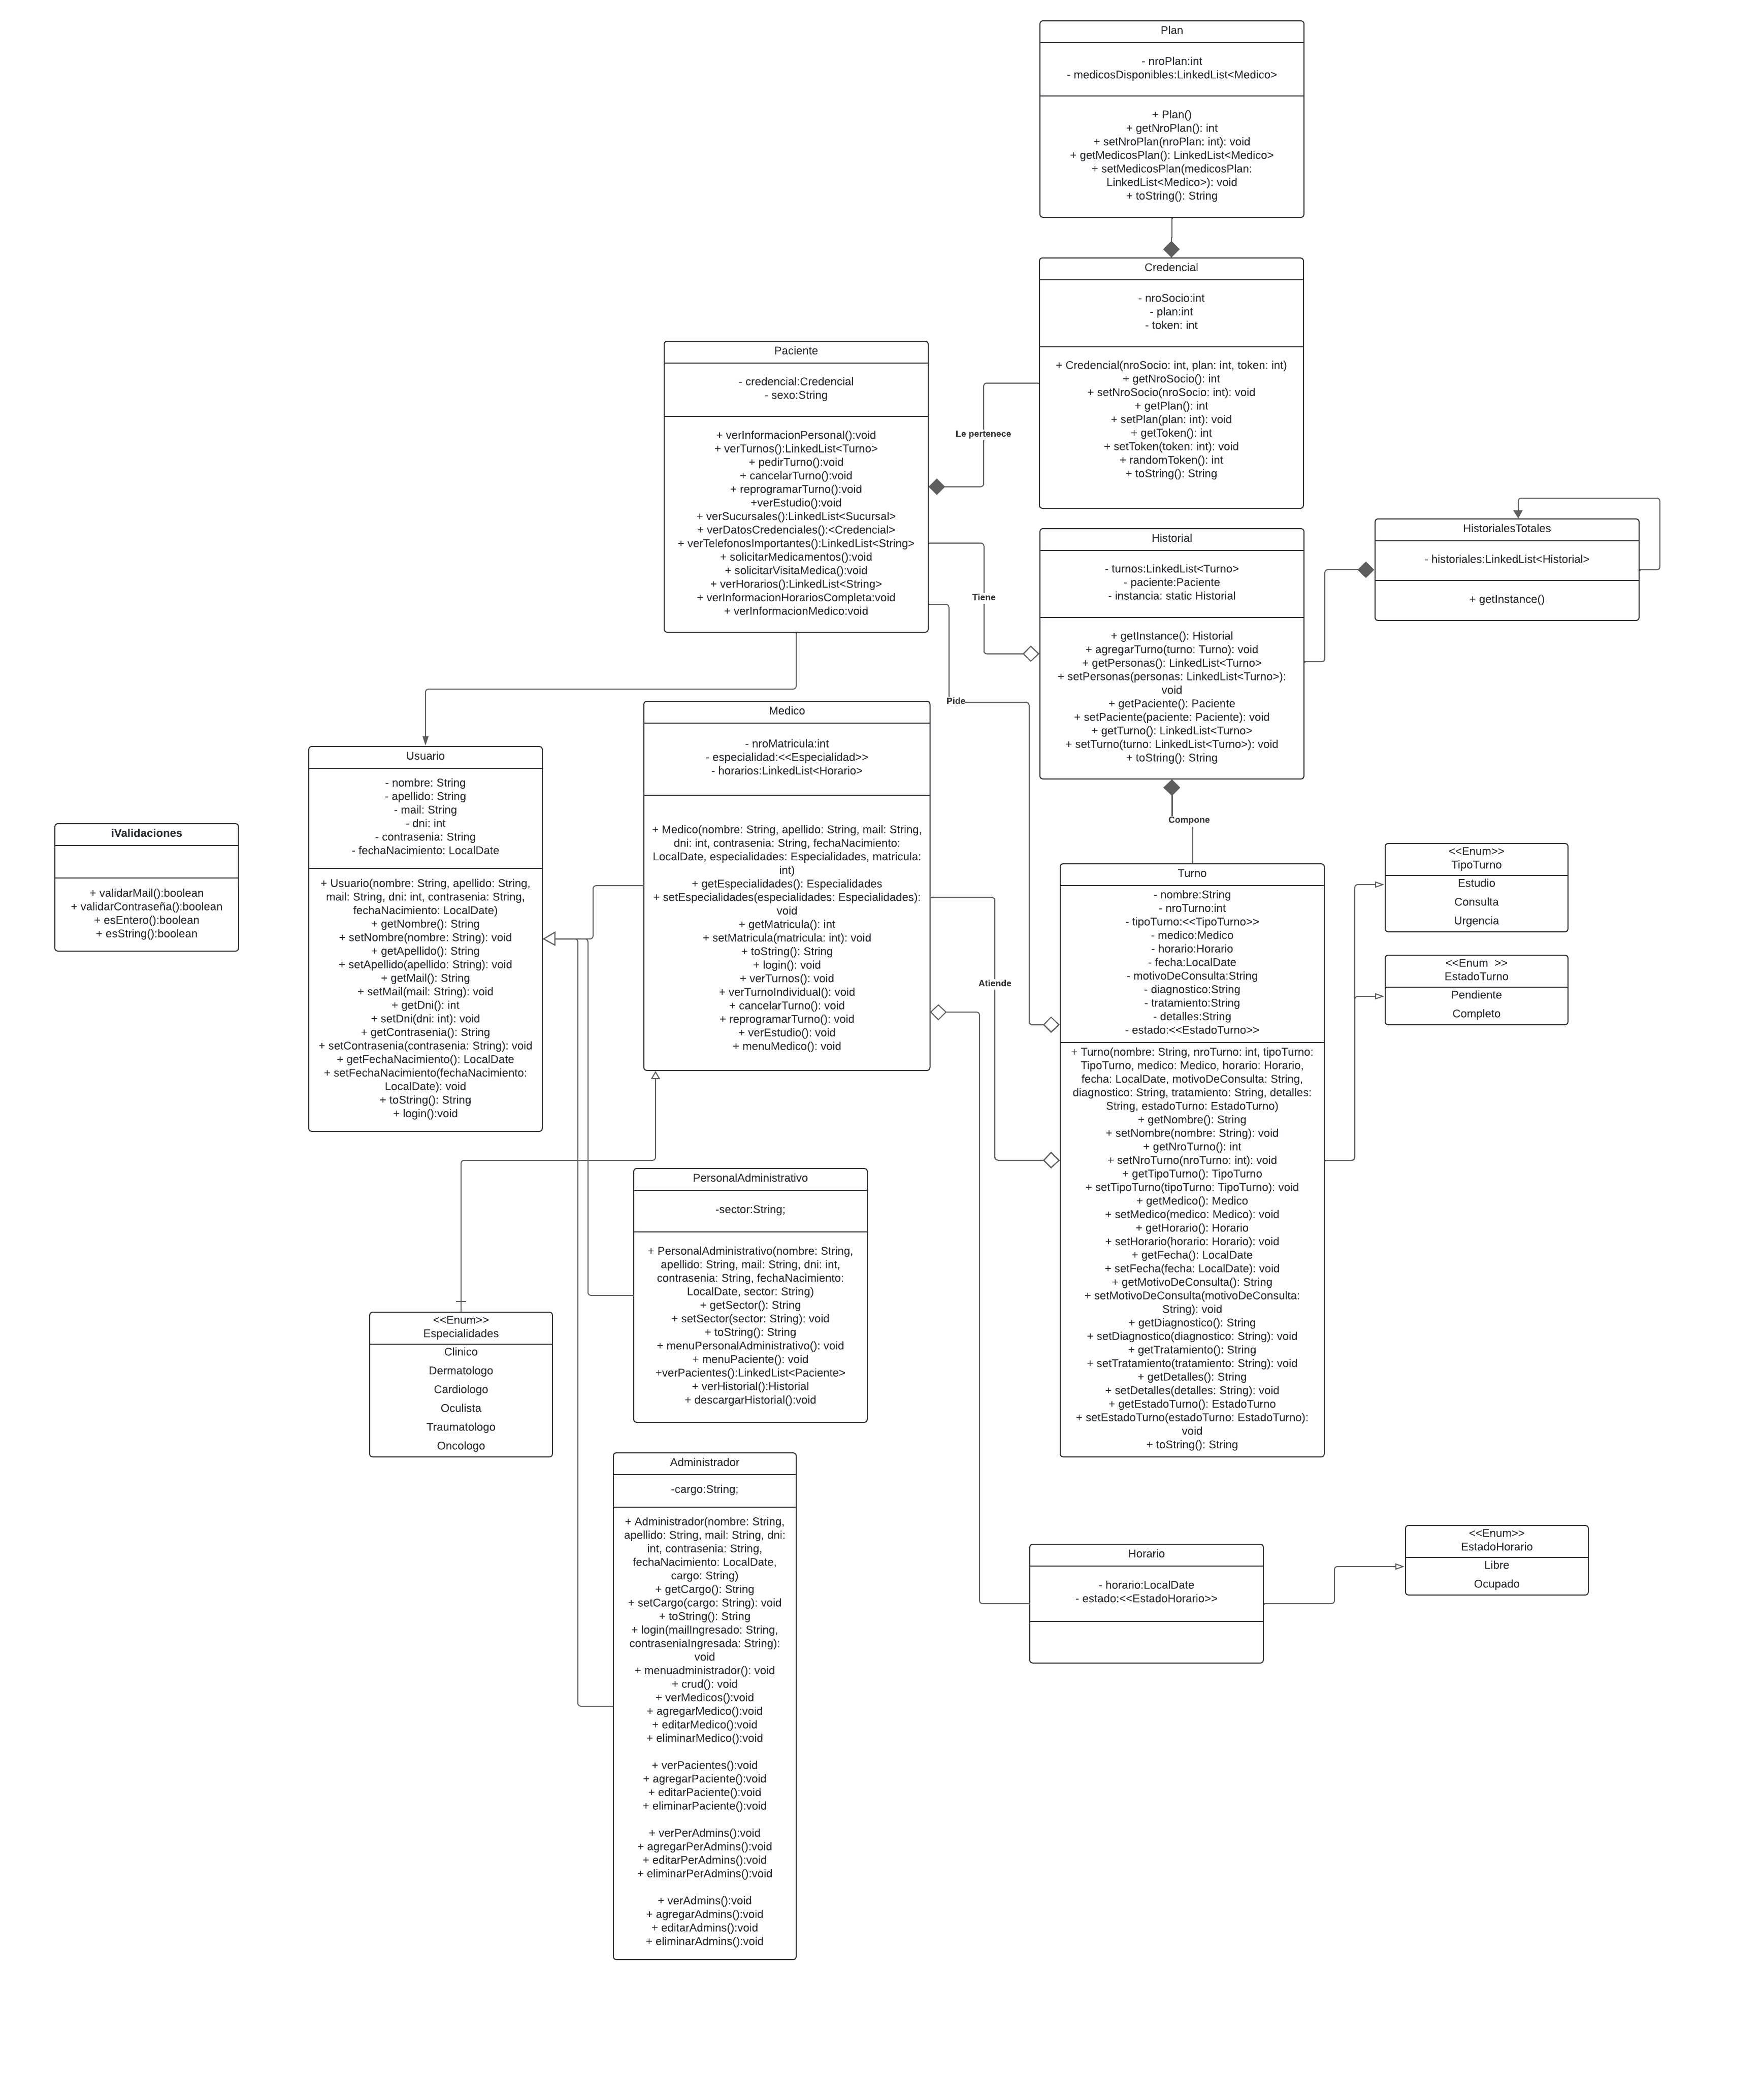 Plan
- nroPlan:int
- medicosDisponibles:LinkedList<Medico>
+ Plan()
+ getNroPlan(): int
+ setNroPlan(nroPlan: int): void
+ getMedicosPlan(): LinkedList<Medico>
+ setMedicosPlan(medicosPlan:
LinkedList<Medico>): void
+ toString(): String
Credencial
- nroSocio:int
- plan:int
- token: int
+ Credencial(nroSocio: int, plan: int, token: int)
+ getNroSocio(): int
+ setNroSocio(nroSocio: int): void
+ getPlan(): int
+ setPlan(plan: int): void
+ getToken(): int
+ setToken(token: int): void
+ randomToken(): int
+ toString(): String
Paciente
- credencial:Credencial
- sexo:String
+ verInformacionPersonal():void
+ verTurnos():LinkedList<Turno>
+ pedirTurno():void
+ cancelarTurno():void
+ reprogramarTurno():void
+verEstudio():void
+ verSucursales():LinkedList<Sucursal>
+ verDatosCredenciales():<Credencial>
+ verTelefonosImportantes():LinkedList<String>
+ solicitarMedicamentos():void
+ solicitarVisitaMedica():void
+ verHorarios():LinkedList<String>
+ verInformacionHorariosCompleta:void
+ verInformacionMedico:void
Le pertenece
Tiene
Pide
Historial
- turnos:LinkedList<Turno>
- paciente:Paciente
- instancia: static Historial
+ getInstance(): Historial
+ agregarTurno(turno: Turno): void
+ getPersonas(): LinkedList<Turno>
+ setPersonas(personas: LinkedList<Turno>):
void
+ getPaciente(): Paciente
+ setPaciente(paciente: Paciente): void
+ getTurno(): LinkedList<Turno>
+ setTurno(turno: LinkedList<Turno>): void
+ toString(): String
HistorialesTotales
- historiales:LinkedList<Historial>
+ getInstance()
Compone
iValidaciones
+ validarMail():boolean
+ validarContraseña():boolean
+ esEntero():boolean
+ esString():boolean
Usuario
- nombre: String
- apellido: String
- mail: String
- dni: int
- contrasenia: String
- fechaNacimiento: LocalDate
+ Usuario(nombre: String, apellido: String,
mail: String, dni: int, contrasenia: String,
fechaNacimiento: LocalDate)
+ getNombre(): String
+ setNombre(nombre: String): void
+ getApellido(): String
+ setApellido(apellido: String): void
+ getMail(): String
+ setMail(mail: String): void
+ getDni(): int
+ setDni(dni: int): void
+ getContrasenia(): String
+ setContrasenia(contrasenia: String): void
+ getFechaNacimiento(): LocalDate
+ setFechaNacimiento(fechaNacimiento:
LocalDate): void
+ toString(): String
+ login():void
Medico
- nroMatricula:int
- especialidad:<<Especialidad>>
- horarios:LinkedList<Horario>
+ Medico(nombre: String, apellido: String, mail: String,
dni: int, contrasenia: String, fechaNacimiento:
LocalDate, especialidades: Especialidades, matricula:
int)
+ getEspecialidades(): Especialidades
+ setEspecialidades(especialidades: Especialidades):
void
+ getMatricula(): int
+ setMatricula(matricula: int): void
+ toString(): String
+ login(): void
+ verTurnos(): void
+ verTurnoIndividual(): void
+ cancelarTurno(): void
+ reprogramarTurno(): void
+ verEstudio(): void
+ menuMedico(): void
Atiende
Turno
- nombre:String
- nroTurno:int
- tipoTurno:<<TipoTurno>>
- medico:Medico
- horario:Horario
- fecha:LocalDate
- motivoDeConsulta:String
- diagnostico:String
- tratamiento:String
- detalles:String
- estado:<<EstadoTurno>>
+ Turno(nombre: String, nroTurno: int, tipoTurno:
TipoTurno, medico: Medico, horario: Horario,
fecha: LocalDate, motivoDeConsulta: String,
diagnostico: String, tratamiento: String, detalles:
String, estadoTurno: EstadoTurno)
+ getNombre(): String
+ setNombre(nombre: String): void
+ getNroTurno(): int
+ setNroTurno(nroTurno: int): void
+ getTipoTurno(): TipoTurno
+ setTipoTurno(tipoTurno: TipoTurno): void
+ getMedico(): Medico
+ setMedico(medico: Medico): void
+ getHorario(): Horario
+ setHorario(horario: Horario): void
+ getFecha(): LocalDate
+ setFecha(fecha: LocalDate): void
+ getMotivoDeConsulta(): String
+ setMotivoDeConsulta(motivoDeConsulta:
String): void
+ getDiagnostico(): String
+ setDiagnostico(diagnostico: String): void
+ getTratamiento(): String
+ setTratamiento(tratamiento: String): void
+ getDetalles(): String
+ setDetalles(detalles: String): void
+ getEstadoTurno(): EstadoTurno
+ setEstadoTurno(estadoTurno: EstadoTurno):
void
+ toString(): String
<<Enum>>
TipoTurno
Estudio
Consulta
Urgencia
<<Enum  >>
EstadoTurno
Pendiente
Completo
PersonalAdministrativo
-sector:String;
+ PersonalAdministrativo(nombre: String,
apellido: String, mail: String, dni: int,
contrasenia: String, fechaNacimiento:
LocalDate, sector: String)
+ getSector(): String
+ setSector(sector: String): void
+ toString(): String
+ menuPersonalAdministrativo(): void
+ menuPaciente(): void
+verPacientes():LinkedList<Paciente>
+ verHistorial():Historial
+ descargarHistorial():void
<<Enum>>
Especialidades
Clinico
Dermatologo
Cardiologo
Oculista
Traumatologo
Oncologo
Administrador
-cargo:String;
+ Administrador(nombre: String,
apellido: String, mail: String, dni:
int, contrasenia: String,
fechaNacimiento: LocalDate,
cargo: String)
+ getCargo(): String
+ setCargo(cargo: String): void
+ toString(): String
+ login(mailIngresado: String,
contraseniaIngresada: String):
void
+ menuadministrador(): void
+ crud(): void
+ verMedicos():void
+ agregarMedico():void
+ editarMedico():void
+ eliminarMedico():void
+ verPacientes():void
+ agregarPaciente():void
+ editarPaciente():void
+ eliminarPaciente():void
+ verPerAdmins():void
+ agregarPerAdmins():void
+ editarPerAdmins():void
+ eliminarPerAdmins():void
+ verAdmins():void
+ agregarAdmins():void
+ editarAdmins():void
+ eliminarAdmins():void
Horario
- horario:LocalDate
- estado:<<EstadoHorario>>
<<Enum>>
EstadoHorario
Libre
Ocupado